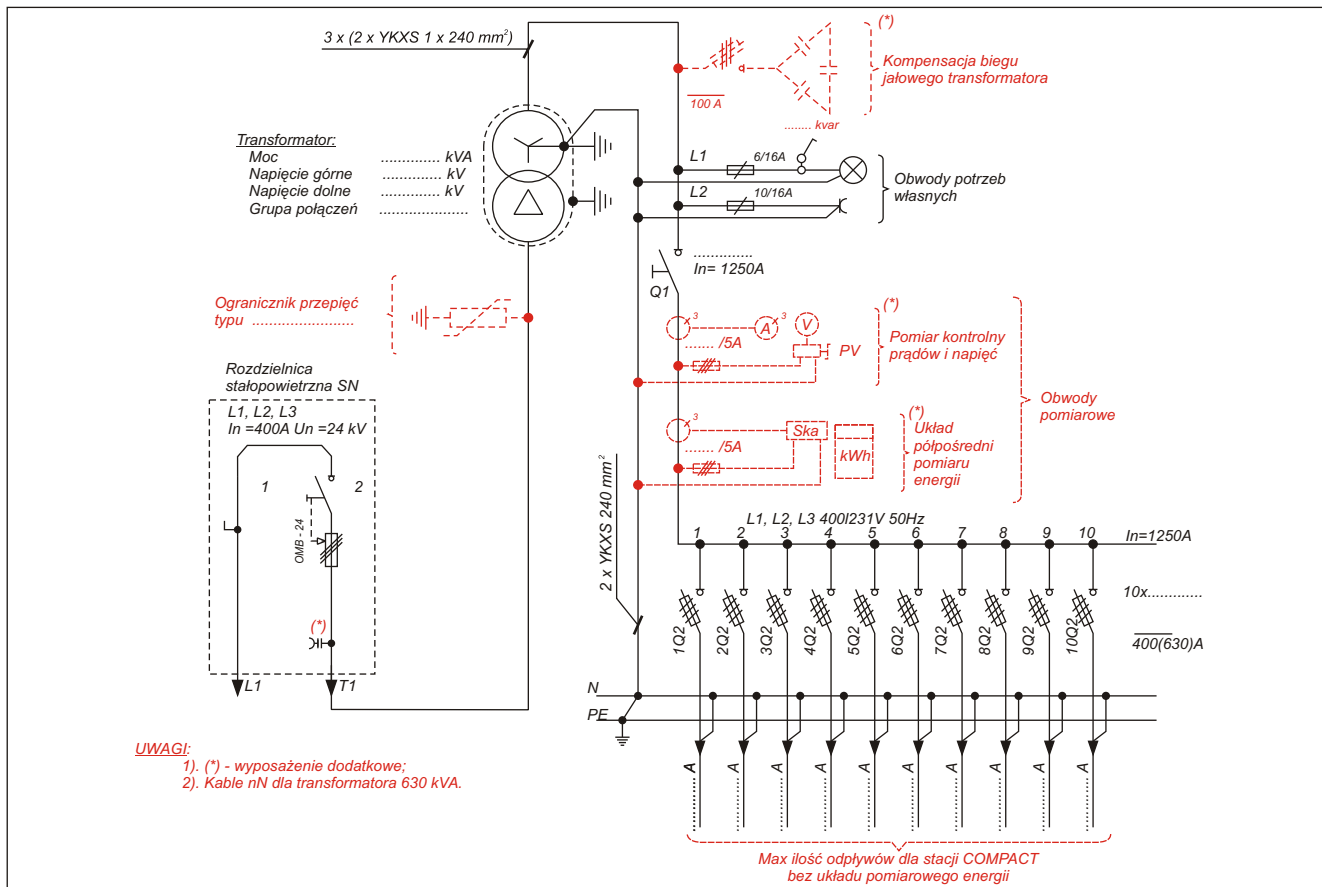 3 x (2 x YKXS 1 x 240 mm²)
(*)
Kompensacja biegu
jałowego transformatora
100 A
........ kvar
Transformator:
Moc .............. kVA
Napięcie górne .............. kV
Napięcie dolne .............. kV
Grupa połączeń .....................
L1
6/16A
L2
10/16A
Obwody potrzeb
własnych
..............
In= 1250A
Q1
Ogranicznik przepięć
typu ........................
3
A
3
V
....... /5A
PV
(*)
Pomiar kontrolny
prądów i napięć
Obwody
pomiarowe
Rozdzielnica
stałopowietrzna SN
L1, L2, L3
In =400A Un =24 kV
1
2
OMB - 24
(*)
L1
T1
3
....... /5A
Ska
kWh
(*)
Układ
półpośredni
pomiaru
energii
2 x YKXS 240 mm²
L1, L2, L3 400I231V 50Hz
1 2 3 4 5 6 7 8 9 10
In=1250A
1Q2 2Q2 3Q2 4Q2 5Q2 6Q2 7Q2 8Q2 9Q2 10Q2
10x.............
400(630)A
N
PE
UWAGI:
1). (*) - wyposażenie dodatkowe;
2). Kable nN dla transformatora 630 kVA.
.......... A .......... A .......... A .......... A .......... A .......... A .......... A .......... A .......... A .......... A
Max ilość odpływów dla stacji COMPACT
bez układu pomiarowego energii